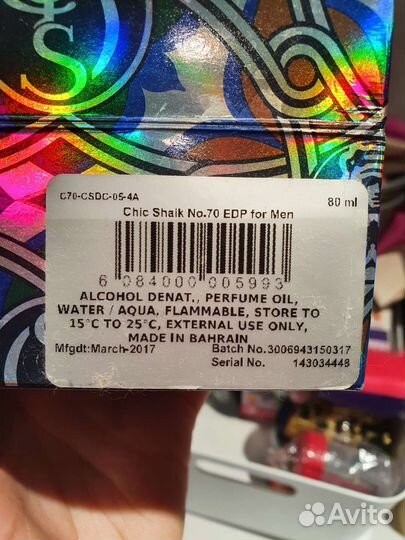 C70-CSDC-05-4A
80 ml
Chic Shaik No.70 EDP for Men
6 084000 005993
ALCOHOL DENAT., PERFUME OIL,
WATER / AQUA, FLAMMABLE, STORE TO
15°C TO 25°C, EXTERNAL USE ONLY,
MADE IN BAHRAIN
Mfgdt:March-2017
Batch No.3006943150317
Serial No. 143034448
Avito